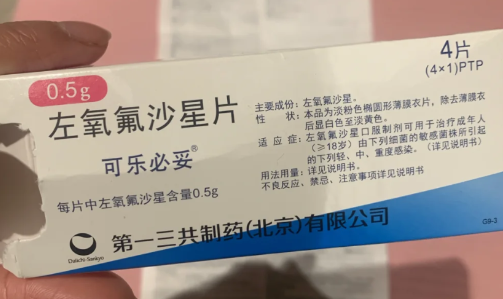 0.5g
左氧氟沙星片
可乐必妥®
每片中左氧氟沙星含量0.5g
4片
(4×1)PTP
主要成份：左氧氟沙星。
性　　状：本品为淡粉色椭圆形薄膜衣片，除去薄膜衣
后显白色至淡黄色。
适 应 症：左氧氟沙星口服制剂可用于治疗成年人
（≥18岁）由下列细菌的敏感菌株所引起
的下列轻、中、重度感染。（详见说明书）
用法用量：详见说明书。
不良反应、禁忌、注意事项详见说明书
Daiichi-Sankyo
第一三共制药(北京)有限公司
G9-3